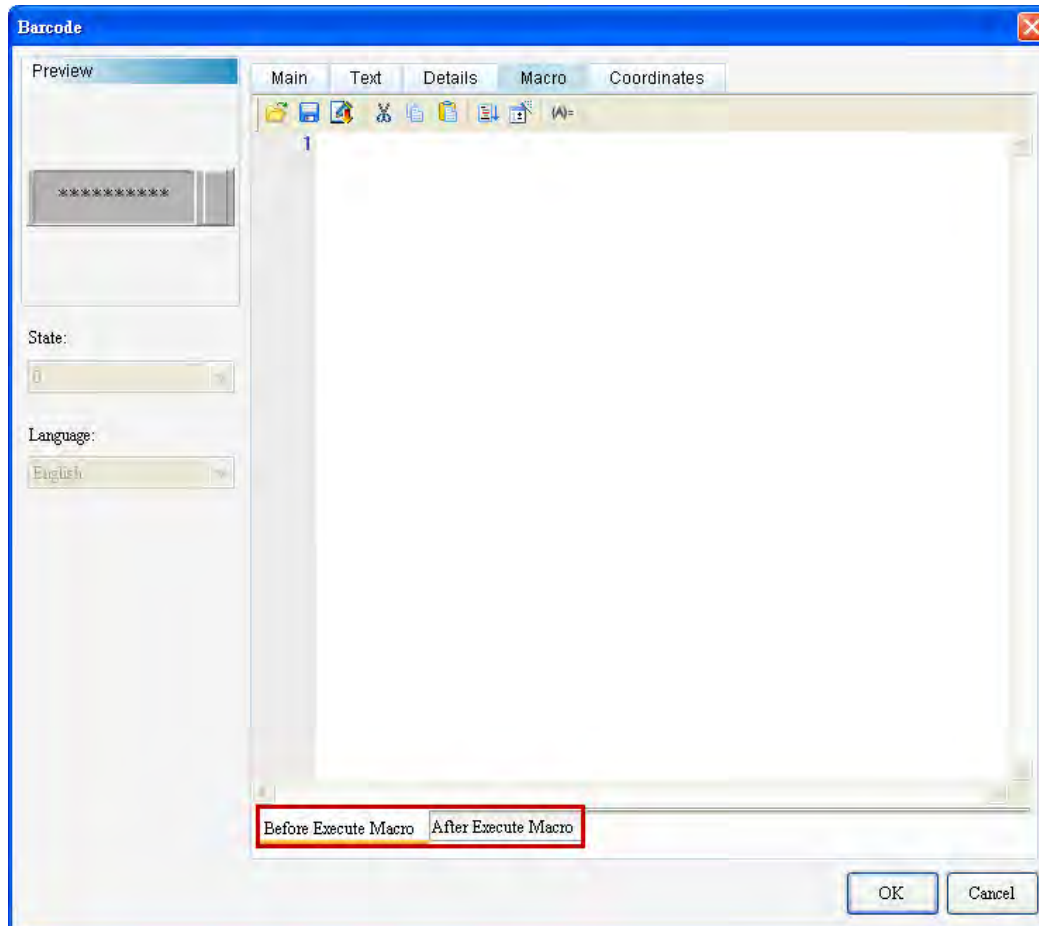 Barcode
Preview
Main Text Details Macro Coordinates
(A)=
1
**********
State:
0
Language:
English
Before Execute Macro After Execute Macro
OK Cancel